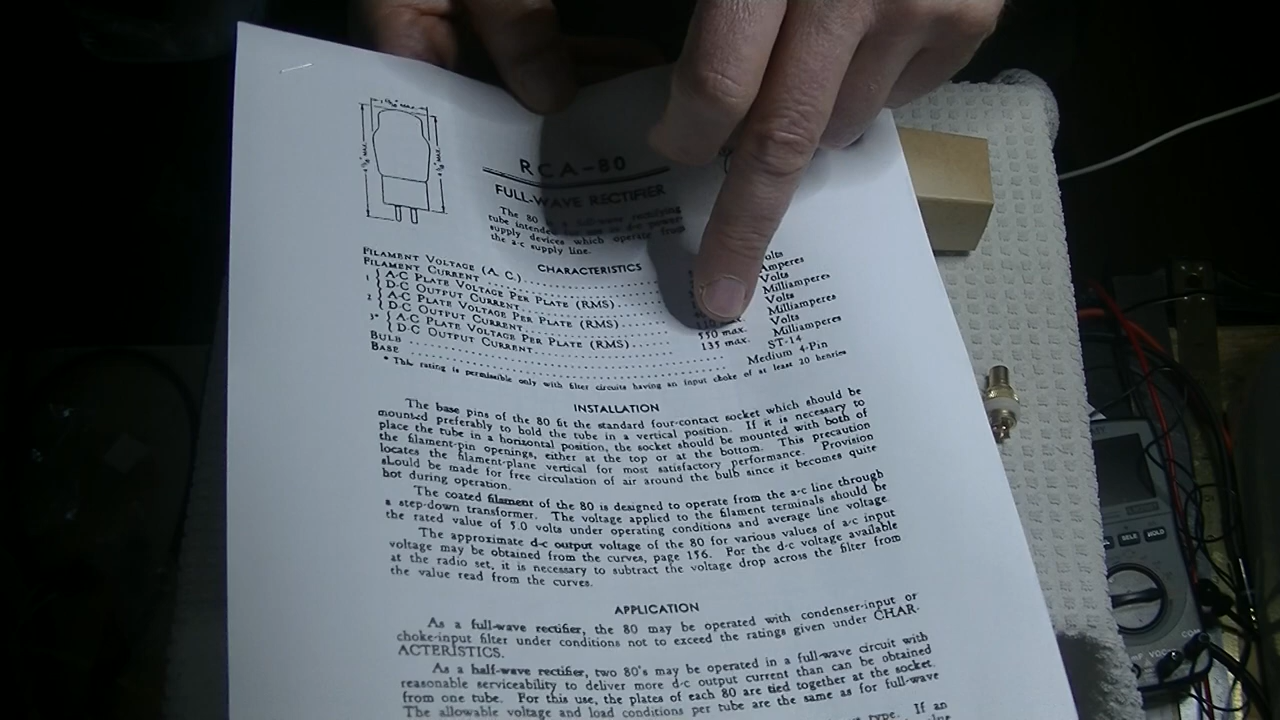 RCA-80
FULL-WAVE RECTIFIER
The 80 is a full-wave rectifying
tube intended for use in d-c power-
supply devices which operate from
the a-c supply line.
CHARACTERISTICS
FILAMENT VOLTAGE (A. C.) Volts
FILAMENT CURRENT Amperes
1 { A-C PLATE VOLTAGE PER PLATE (RMS) Volts
D-C OUTPUT CURRENT Milliamperes
2 { A-C PLATE VOLTAGE PER PLATE (RMS) Volts
D-C OUTPUT CURRENT max. Milliamperes
3* { A-C PLATE VOLTAGE PER PLATE (RMS) 550 max. Volts
D-C OUTPUT CURRENT 135 max. Milliamperes
BULB ST-14
BASE Medium 4-Pin
* This rating is permissible only with filter circuits having an input choke of at least 20 henries
INSTALLATION
The base pins of the 80 fit the standard four-contact socket which should be
mounted preferably to hold the tube in a vertical position. If it is necessary to
place the tube in a horizontal position, the socket should be mounted with both of
the filament-pin openings, either at the top or at the bottom. This precaution
locates the filament-plane vertical for most satisfactory performance. Provision
should be made for free circulation of air around the bulb since it becomes quite
hot during operation.
The coated filament of the 80 is designed to operate from the a-c line through
a step-down transformer. The voltage applied to the filament terminals should be
the rated value of 5.0 volts under operating conditions and average line voltage
The approximate d-c output voltage of the 80 for various values of a-c input
voltage may be obtained from the curves, page 156. For the d-c voltage available
at the radio set, it is necessary to subtract the voltage drop across the filter from
the value read from the curves.
APPLICATION
As a full-wave rectifier, the 80 may be operated with condenser-input or
choke-input filter under conditions not to exceed the ratings given under CHAR-
ACTERISTICS.
As a half-wave rectifier, two 80's may be operated in a full-wave circuit with
reasonable serviceability to deliver more d-c output current than can be obtained
from one tube. For this use, the plates of each 80 are tied together at the socket.
The allowable voltage and load conditions per tube are the same as for full-wave
type. If an
SELE
HOLD
COM